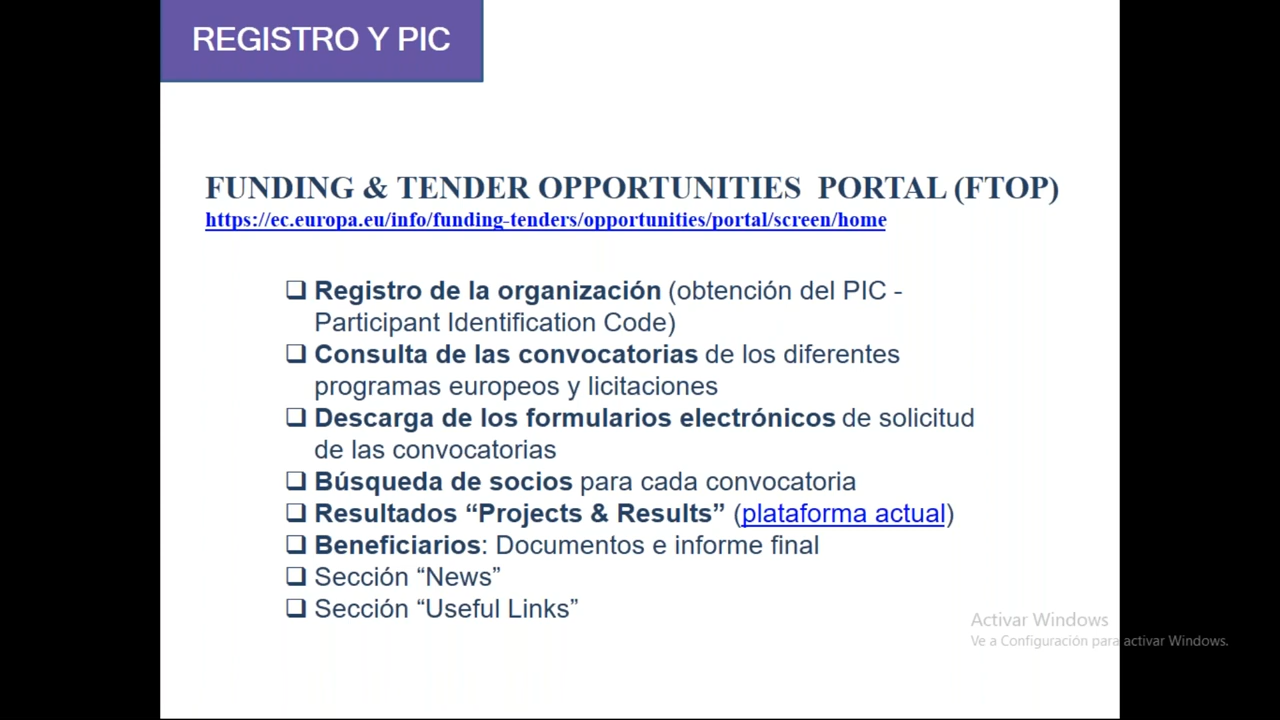 REGISTRO Y PIC
FUNDING & TENDER OPPORTUNITIES PORTAL (FTOP)
https://ec.europa.eu/info/funding-tenders/opportunities/portal/screen/home
❑ Registro de la organización (obtención del PIC -
Participant Identification Code)
❑ Consulta de las convocatorias de los diferentes
programas europeos y licitaciones
❑ Descarga de los formularios electrónicos de solicitud
de las convocatorias
❑ Búsqueda de socios para cada convocatoria
❑ Resultados “Projects & Results” (plataforma actual)
❑ Beneficiarios: Documentos e informe final
❑ Sección “News”
❑ Sección “Useful Links”
Activar Windows
Ve a Configuración para activar Windows.